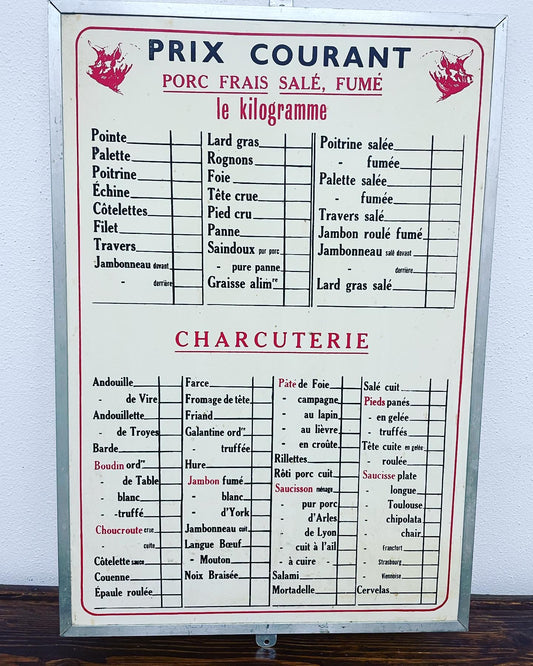 PRIX COURANT
PORC FRAIS SALÉ, FUMÉ
le kilogramme
Pointe
Palette
Poitrine
Échine
Côtelettes
Filet
Travers
Jambonneau devant
- derrière
Lard gras
Rognons
Foie
Tête crue
Pied cru
Panne
Saindoux pur porc
- pure panne
Graisse alim.re
Poitrine salée
- fumée
Palette salée
- fumée
Travers salé
Jambon roulé fumé
Jambonneau salé devant
- derrière
Lard gras salé
CHARCUTERIE
Andouille
- de Vire
Andouillette
- de Troyes
Barde
Boudin ord.re
- de Table
- blanc
- truffé
Choucroute crue
- cuite
Côtelette sauce
Couenne
Épaule roulée
Farce
Fromage de tête
Friand
Galantine ord.re
- truffée
Hure
Jambon fumé
- blanc
- d'York
Jambonneau cuit
Langue Bœuf
- Mouton
Noix Braisée
Pâté de Foie
- campagne
- au lapin
- au lièvre
- en croûte
Rillettes
Rôti porc cuit
Saucisson ménage
- pur porc
- d'Arles
- de Lyon
- cuit à l'ail
- à cuire -
Salami
Mortadelle
Salé cuit
Pieds panés
- en gelée
- truffés
Tête cuite en gelée
- roulée
Saucisse plate
- longue
- Toulouse
- chipolata
- chair
- Francfort
- Strasbourg
- Viennoise
Cervelas